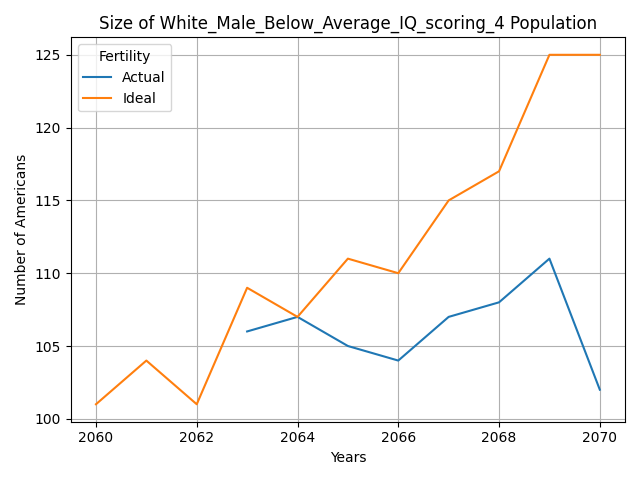 Size of White_Male_Below_Average_IQ_scoring_4 Population
Fertility
Actual
Ideal
Number of Americans
125
120
115
110
105
100
2060 2062 2064 2066 2068 2070
Years